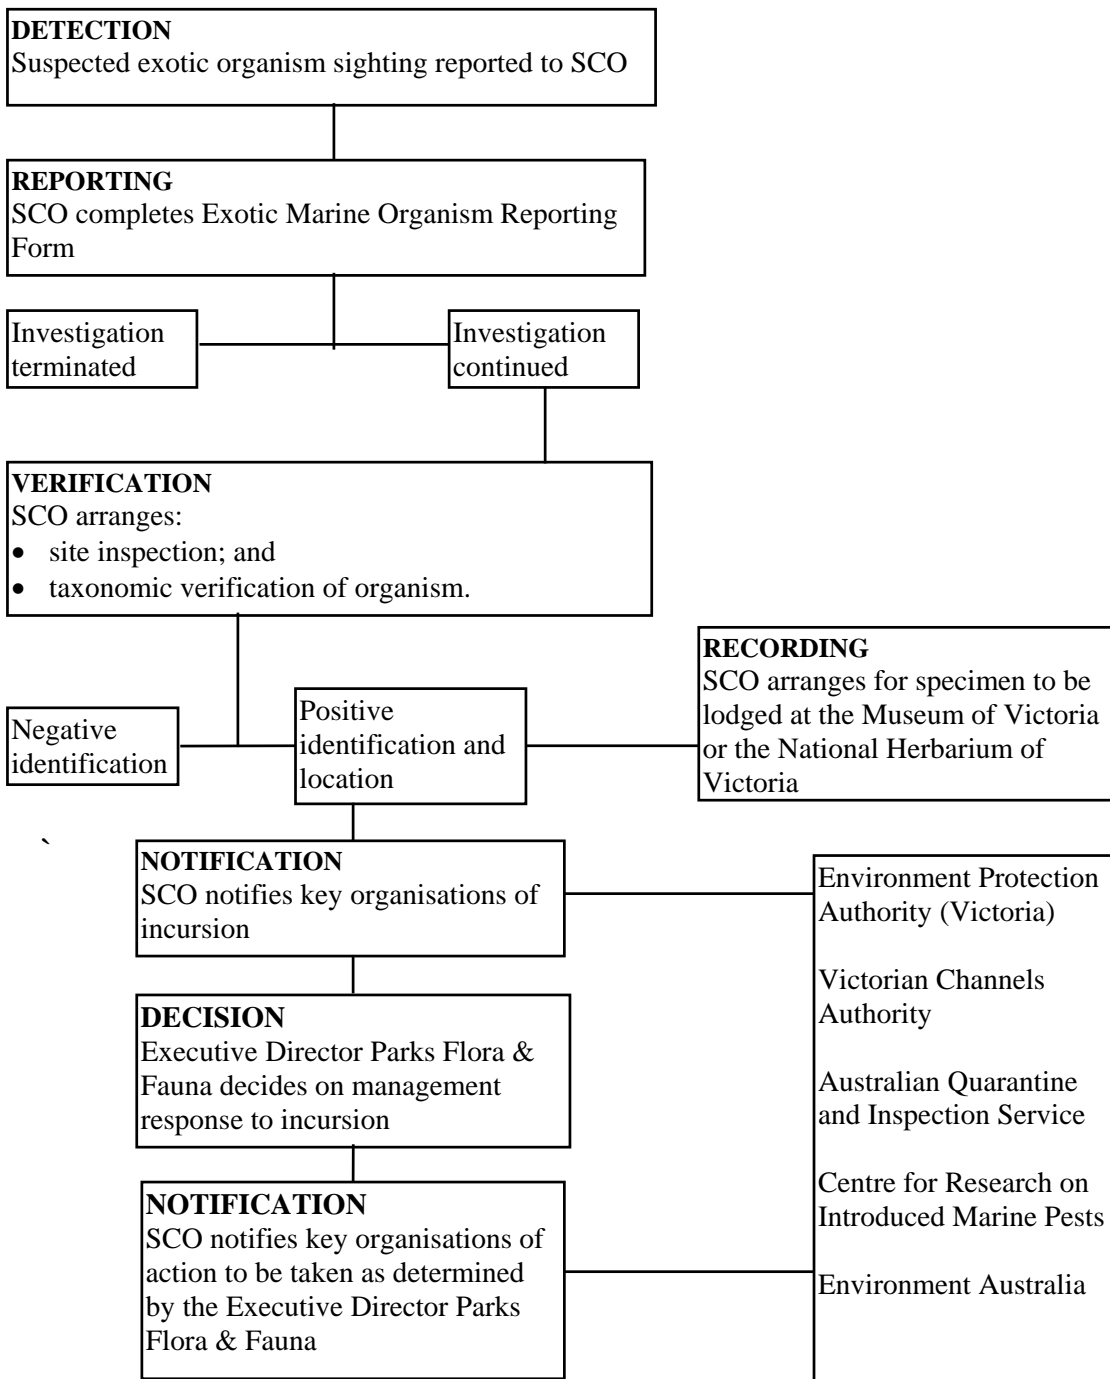 DETECTION
Suspected exotic organism sighting reported to SCO
REPORTING
SCO completes Exotic Marine Organism Reporting
Form
Investigation
terminated
Investigation
continued
VERIFICATION
SCO arranges:
• site inspection; and
• taxonomic verification of organism.
Negative
identification
Positive
identification and
location
RECORDING
SCO arranges for specimen to be
lodged at the Museum of Victoria
or the National Herbarium of
Victoria
`
NOTIFICATION
SCO notifies key organisations of
incursion
DECISION
Executive Director Parks Flora &
Fauna decides on management
response to incursion
NOTIFICATION
SCO notifies key organisations of
action to be taken as determined
by the Executive Director Parks
Flora & Fauna
Environment Protection
Authority (Victoria)
Victorian Channels
Authority
Australian Quarantine
and Inspection Service
Centre for Research on
Introduced Marine Pests
Environment Australia